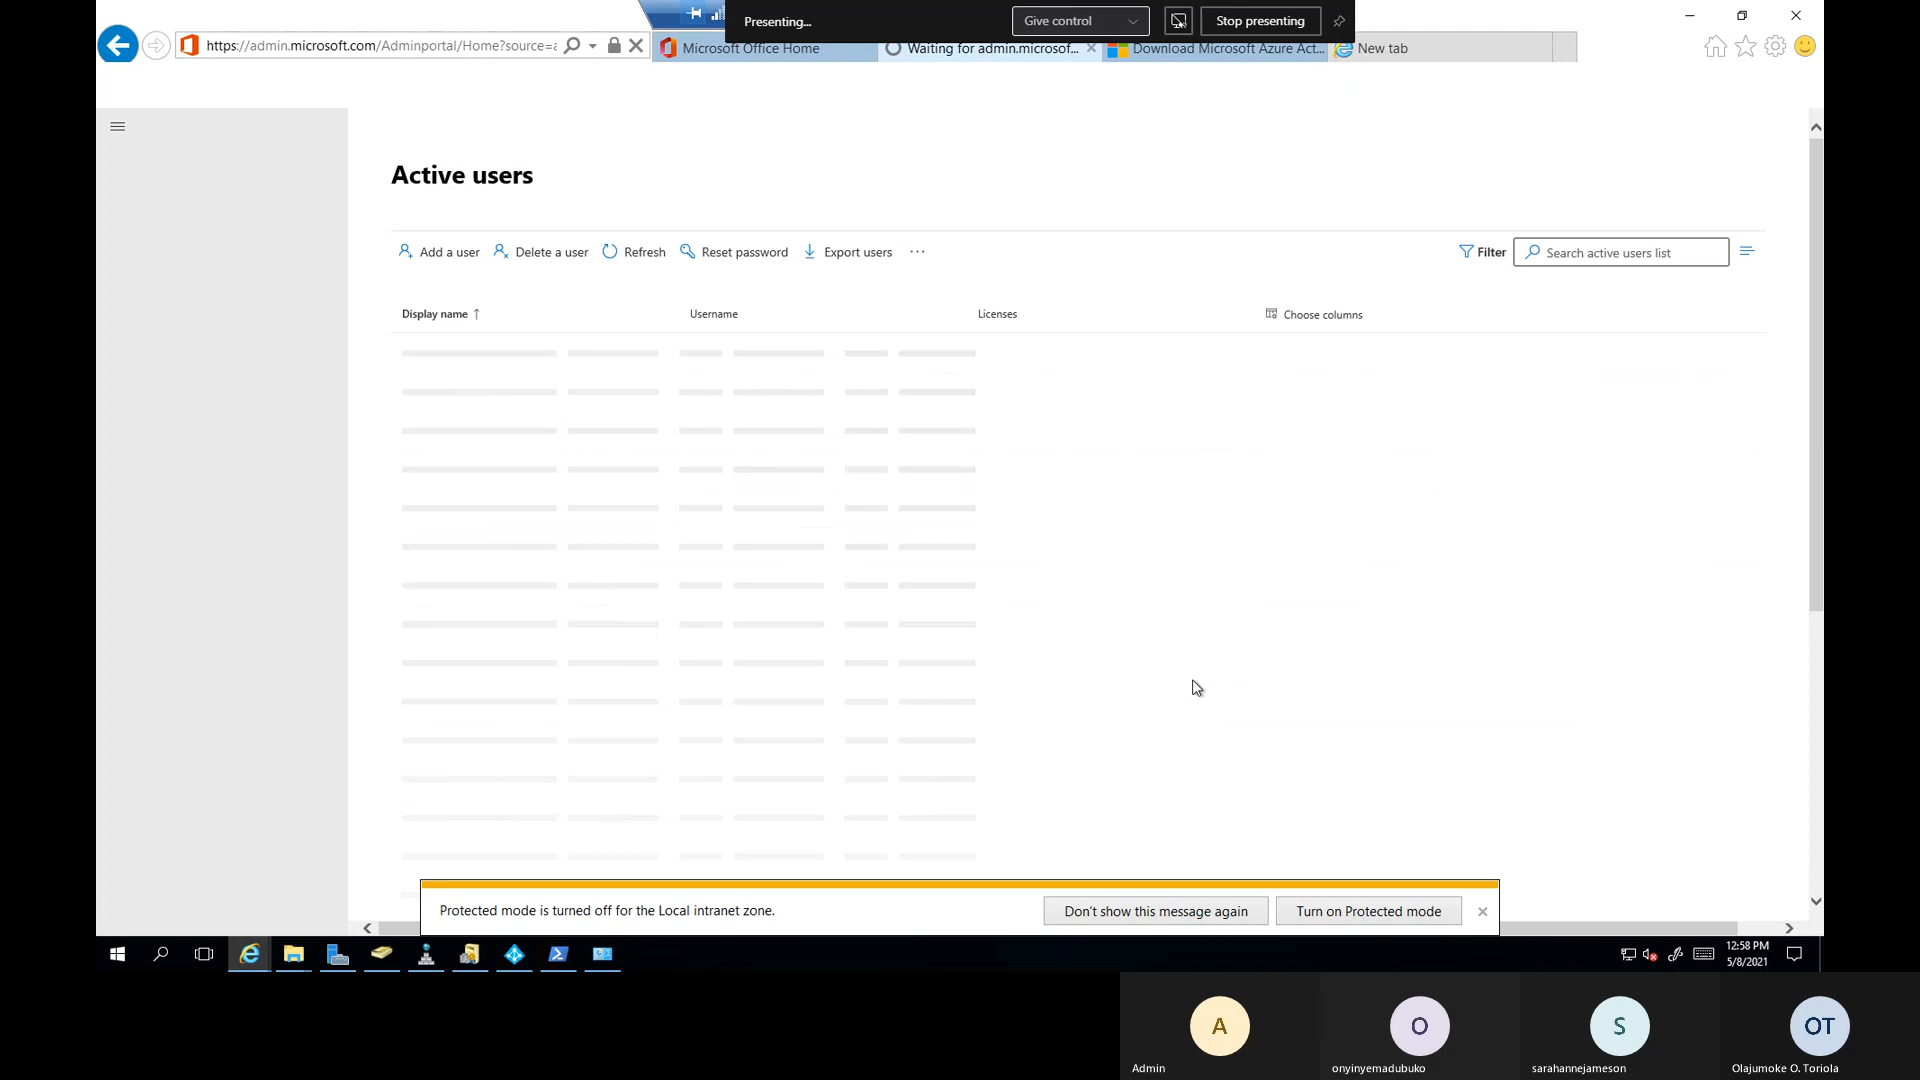 Presenting...
Give control
Stop presenting
https://admin.microsoft.com/Adminportal/Home?source=a
Microsoft Office Home
Waiting for admin.microsof...
Download Microsoft Azure Act...
New tab
Active users
Add a user
Delete a user
Refresh
Reset password
Export users
Filter
Search active users list
Display name ↑
Username
Licenses
Choose columns
Protected mode is turned off for the Local intranet zone.
Don't show this message again
Turn on Protected mode
12:58 PM
5/8/2021
A
O
S
OT
Admin
onyinyemadubuko
sarahannejameson
Olajumoke O. Toriola